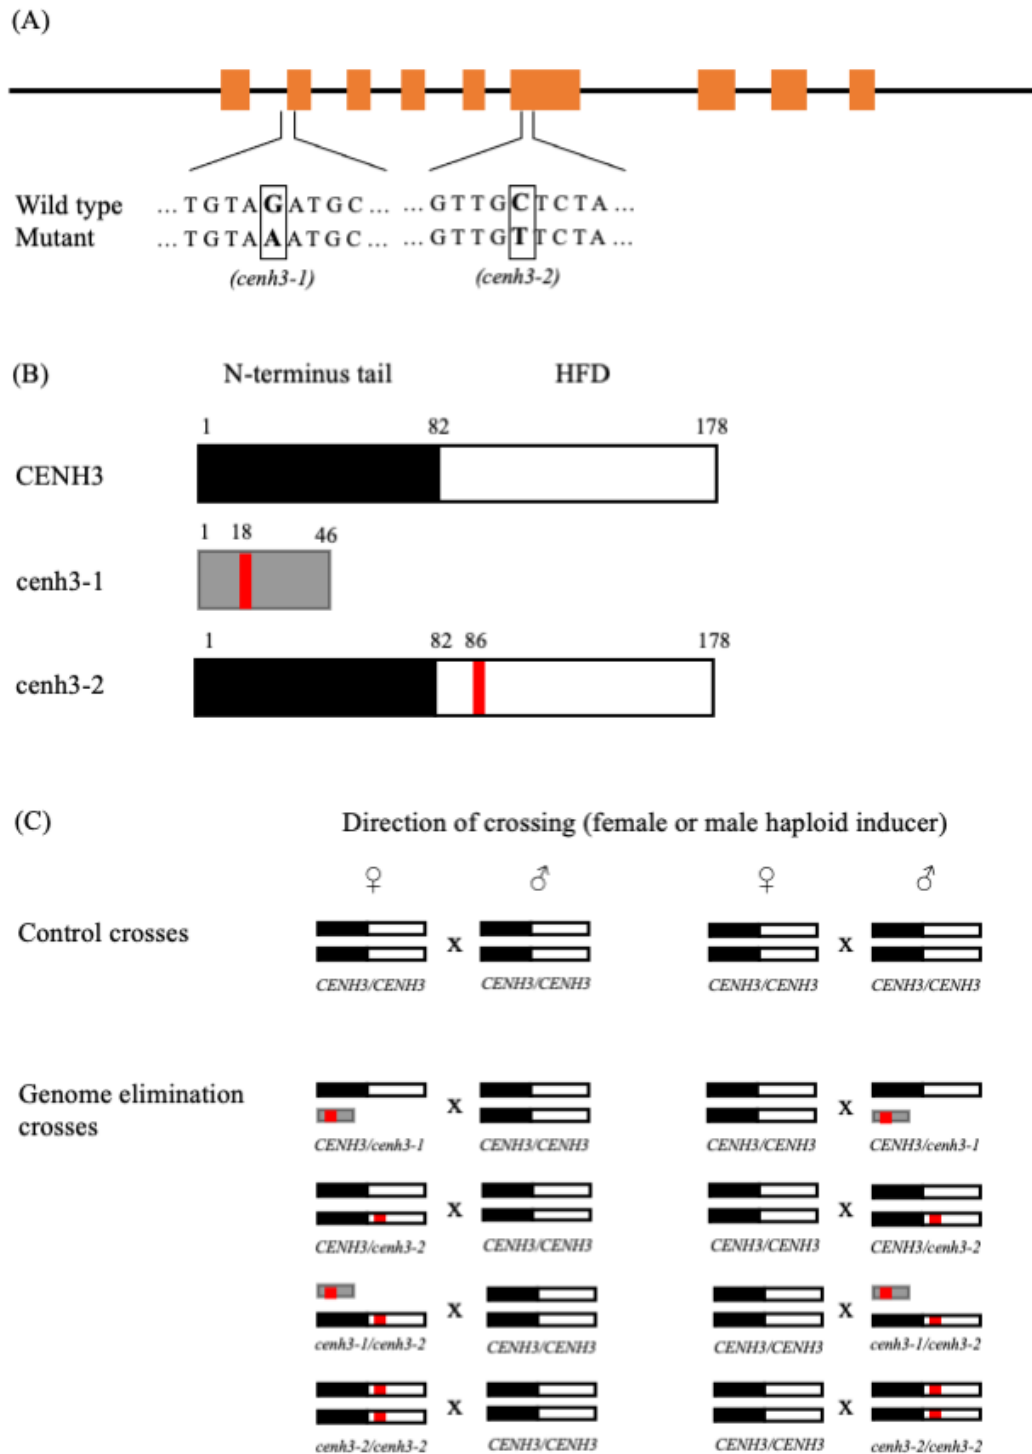 (A)
Wild type ... T G T A G A T G C ... ... G T T G C T C T A ...
Mutant ... T G T A A A T G C ... ... G T T G T T C T A ...
(cenh3-1) (cenh3-2)
(B) N-terminus tail HFD
1 82 178
CENH3
1 18 46
cenh3-1
1 82 86 178
cenh3-2
(C) Direction of crossing (female or male haploid inducer)
♀ ♂ ♀ ♂
Control crosses x x
CENH3/CENH3 CENH3/CENH3 CENH3/CENH3 CENH3/CENH3
Genome elimination
crosses x x
CENH3/cenh3-1 CENH3/CENH3 CENH3/CENH3 CENH3/cenh3-1
x x
CENH3/cenh3-2 CENH3/CENH3 CENH3/CENH3 CENH3/cenh3-2
x x
cenh3-1/cenh3-2 CENH3/CENH3 CENH3/CENH3 cenh3-1/cenh3-2
x x
cenh3-2/cenh3-2 CENH3/CENH3 CENH3/CENH3 cenh3-2/cenh3-2